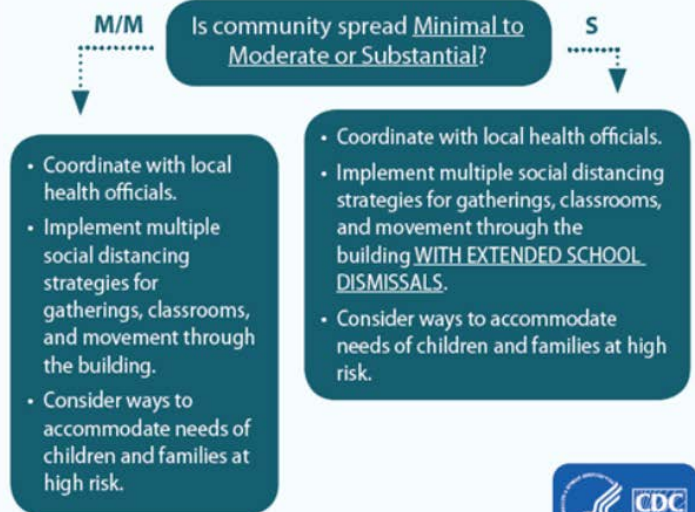 M/M
Is community spread Minimal to
Moderate or Substantial?
S
• Coordinate with local
health officials.
• Implement multiple
social distancing
strategies for
gatherings, classrooms,
and movement through
the building.
• Consider ways to
accommodate needs of
children and families at
high risk.
• Coordinate with local health officials.
• Implement multiple social distancing
strategies for gatherings, classrooms,
and movement through the
building WITH EXTENDED SCHOOL
DISMISSALS.
• Consider ways to accommodate
needs of children and families at high
risk.
CDC